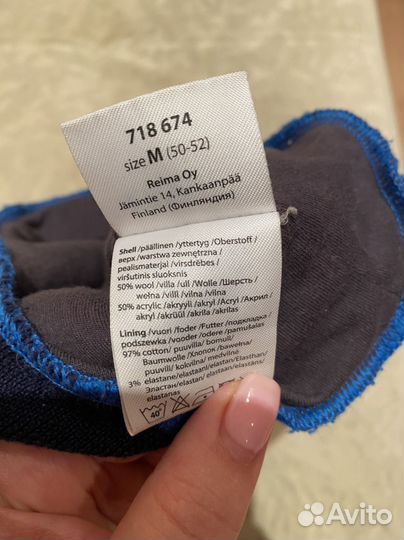 718 674
size M (50-52)
Reima Oy
Jämintie 14, Kankaanpää
Finland (Финляндия)
Shell /päällinen /yttertyg /Oberstoff /
верх /warstwa zewnętrzna /
pealismaterjal /virsdrēbes /
viršutinis sluoksnis
50% wool /villa /ull /Wolle /Шерсть /
wełna /vill /vilna /vilna
50% acrylic /akryyli /akryl /Acryl /Акрил /
akryl /akrüül /akrils /akrilas
Lining /vuori /foder /Futter /подкладка /
podszewka /vooder /odere /pamušalas
97% cotton/ puuvilla/ bomull/
Baumwolle /Хлопок /bawełna/
puuvill / kokvilna /medvilnė
3% elastane/elastaani/elastan/Elasthan/
Эластан/elastan/elastaan/elastāns/
elastanas
40°
Avito